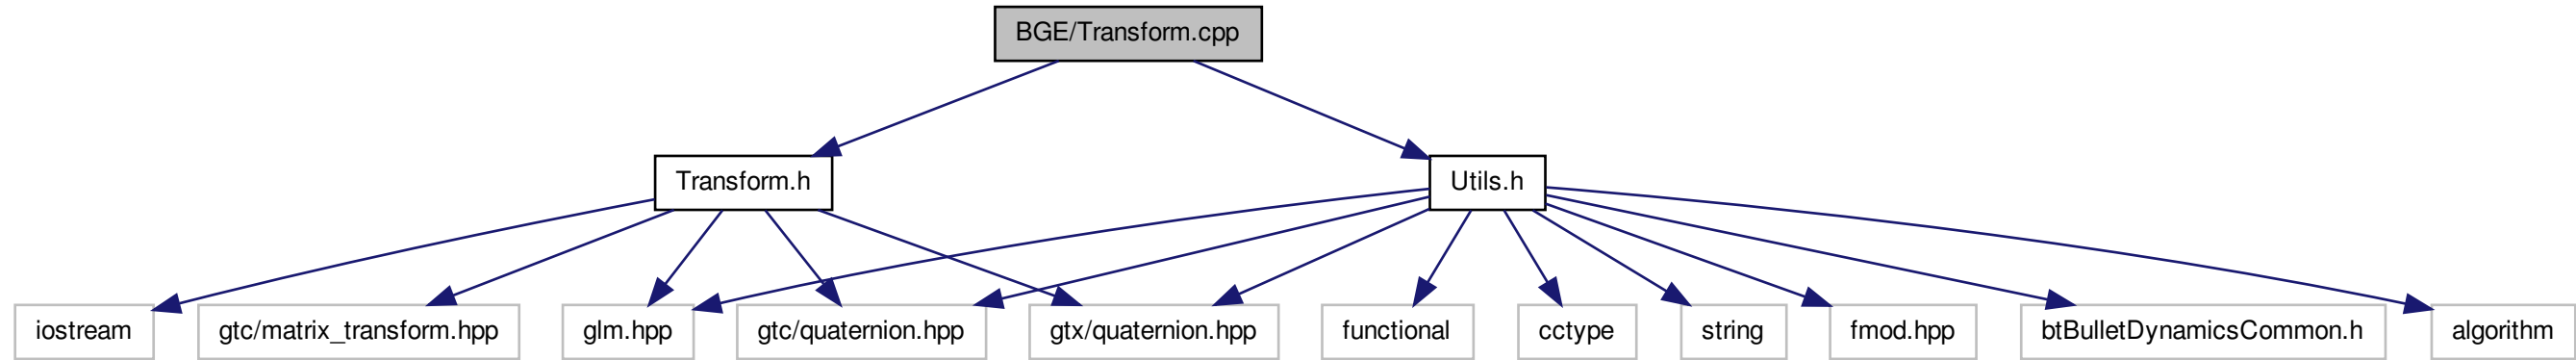 BGE/Transform.cpp
Transform.h
Utils.h
iostream
gtc/matrix_transform.hpp
glm.hpp
gtc/quaternion.hpp
gtx/quaternion.hpp
functional
cctype
string
fmod.hpp
btBulletDynamicsCommon.h
algorithm